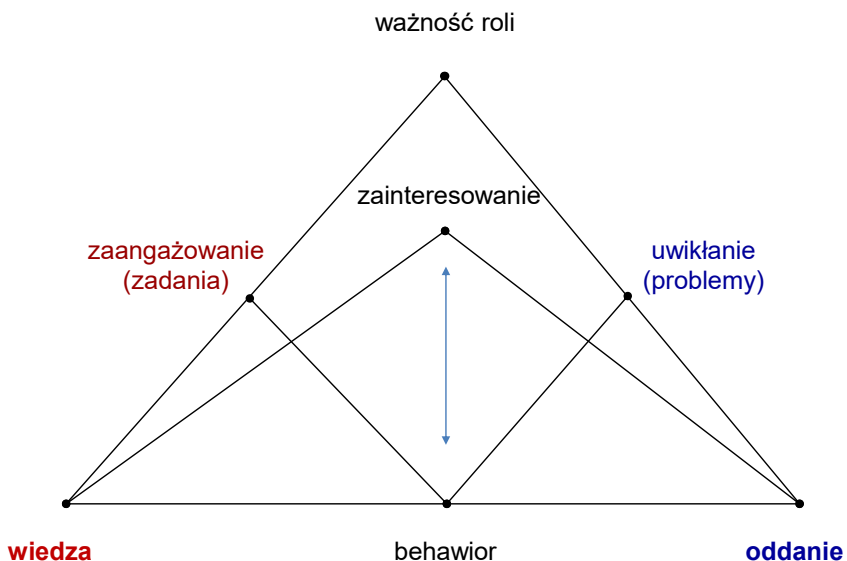 ważność roli
zainteresowanie
zaangażowanie
(zadania)
uwikłanie
(problemy)
wiedza
behawior
oddanie